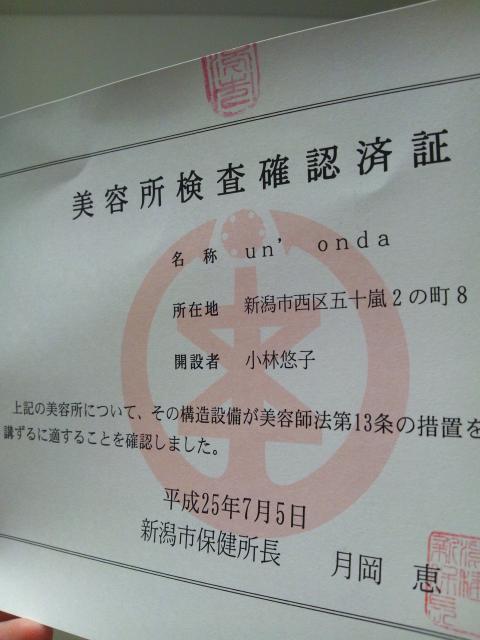 美容所検査確認済証
名 称 un' onda
所在地 新潟市西区五十嵐2の町8
開設者 小林悠子
上記の美容所について、その構造設備が美容師法第13条の措置を
講ずるに適することを確認しました。
平成25年7月5日
新潟市保健所長 月岡 恵